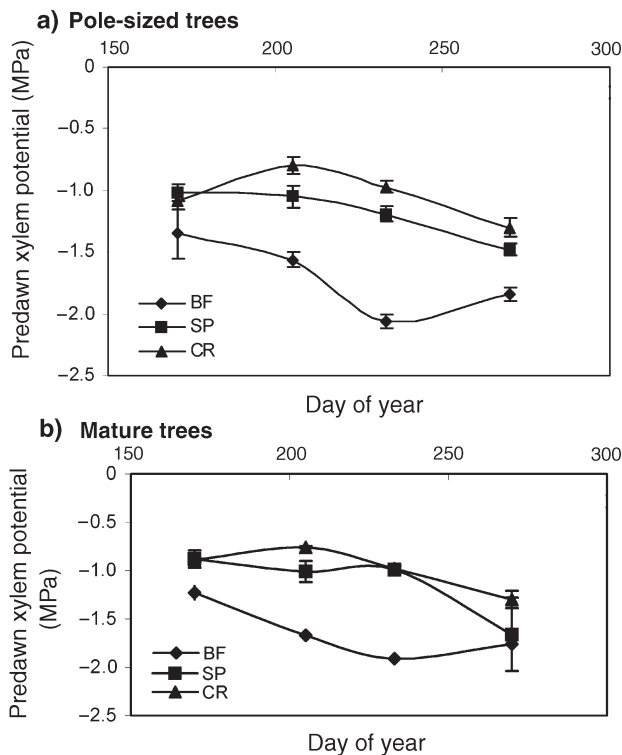 a) Pole-sized trees
150 200 250 300
0
−0.5
−1.0
−1.5
−2.0
−2.5
Predawn xylem potential (MPa)
BF
SP
CR
Day of year
b) Mature trees
150 200 250 300
0
−0.5
−1.0
−1.5
−2.0
−2.5
Predawn xylem potential
(MPa)
BF
SP
CR
Day of year